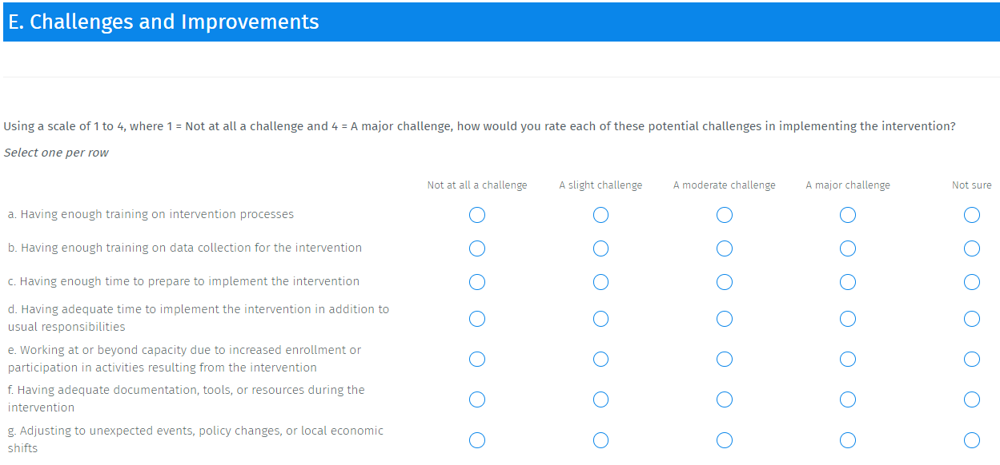 E. Challenges and Improvements
Using a scale of 1 to 4, where 1 = Not at all a challenge and 4 = A major challenge, how would you rate each of these potential challenges in implementing the intervention?
Select one per row
Not at all a challenge A slight challenge A moderate challenge A major challenge Not sure
a. Having enough training on intervention processes
b. Having enough training on data collection for the intervention
c. Having enough time to prepare to implement the intervention
d. Having adequate time to implement the intervention in addition to
usual responsibilities
e. Working at or beyond capacity due to increased enrollment or
participation in activities resulting from the intervention
f. Having adequate documentation, tools, or resources during the
intervention
g. Adjusting to unexpected events, policy changes, or local economic
shifts